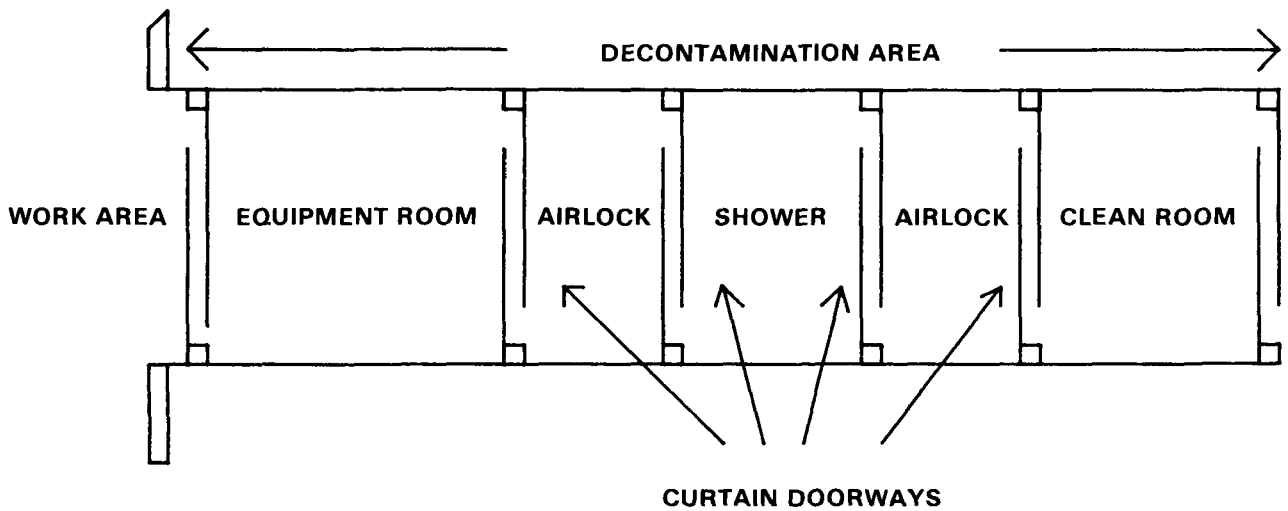 DECONTAMINATION AREA
WORK AREA
EQUIPMENT ROOM
AIRLOCK
SHOWER
AIRLOCK
CLEAN ROOM
CURTAIN DOORWAYS